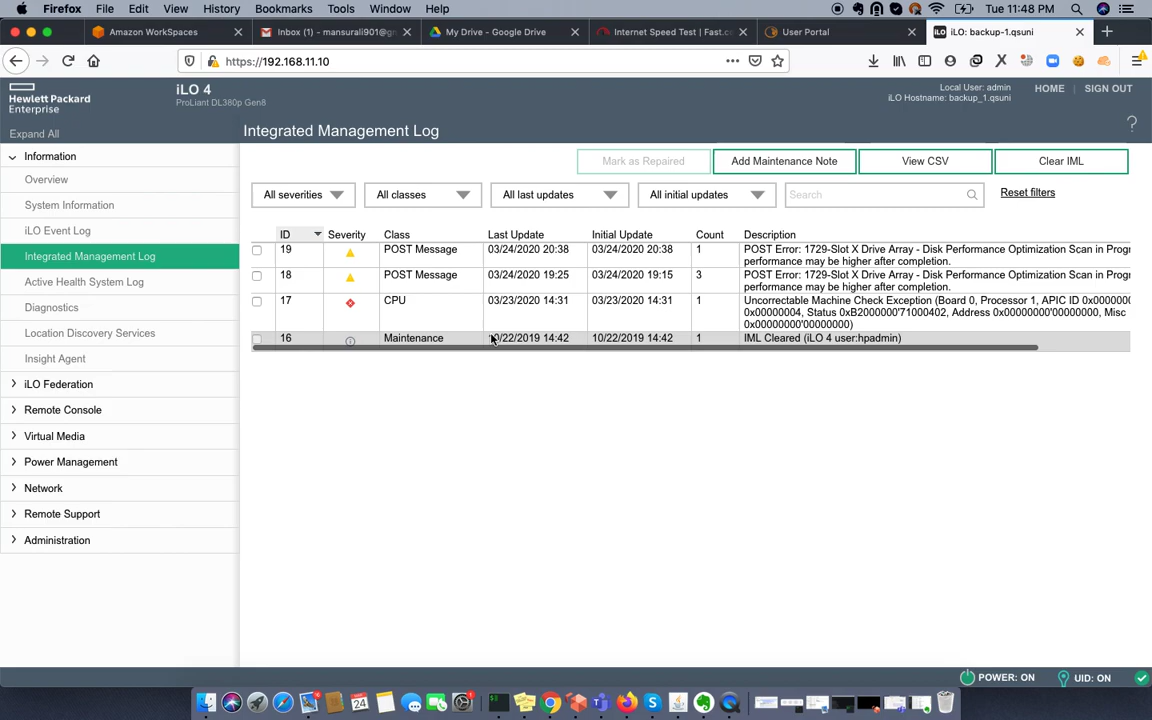 Firefox File Edit View History Bookmarks Tools Window Help Tue 11:48 PM
Amazon WorkSpaces Inbox (1) - mansurali901@gm My Drive - Google Drive Internet Speed Test | Fast.c User Portal iLO: backup-1.qsuni
https://192.168.11.10
Hewlett Packard
Enterprise
iLO 4
ProLiant DL380p Gen8
Local User: admin
iLO Hostname: backup_1.qsuni
HOME SIGN OUT
Expand All
Integrated Management Log
?
Information
Overview
System Information
iLO Event Log
Integrated Management Log
Active Health System Log
Diagnostics
Location Discovery Services
Insight Agent
iLO Federation
Remote Console
Virtual Media
Power Management
Network
Remote Support
Administration
Mark as Repaired Add Maintenance Note View CSV Clear IML
All severities All classes All last updates All initial updates Search Reset filters
ID Severity Class Last Update Initial Update Count Description
19 POST Message 03/24/2020 20:38 03/24/2020 20:38 1 POST Error: 1729-Slot X Drive Array - Disk Performance Optimization Scan in Progr
performance may be higher after completion.
18 POST Message 03/24/2020 19:25 03/24/2020 19:15 3 POST Error: 1729-Slot X Drive Array - Disk Performance Optimization Scan in Progr
performance may be higher after completion.
17 CPU 03/23/2020 14:31 03/23/2020 14:31 1 Uncorrectable Machine Check Exception (Board 0, Processor 1, APIC ID 0x0000000
0x00000004, Status 0xB2000000'71000402, Address 0x00000000'00000000, Misc
0x00000000'00000000)
16 Maintenance 10/22/2019 14:42 10/22/2019 14:42 1 IML Cleared (iLO 4 user:hpadmin)
POWER: ON UID: ON